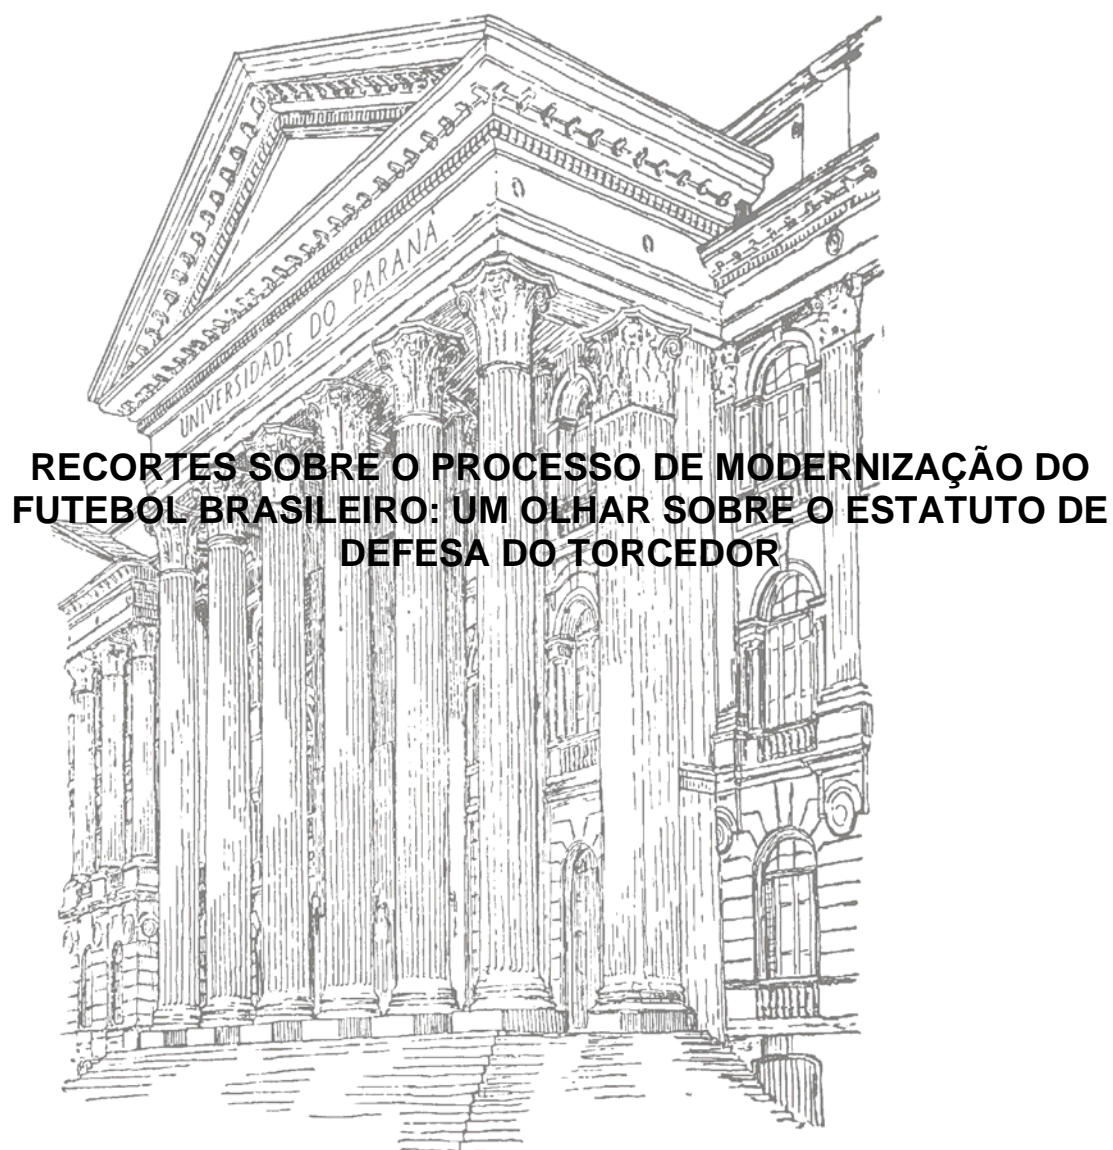 UNIVERSIDADE DO PARANÁ
RECORTES SOBRE O PROCESSO DE MODERNIZAÇÃO DO
FUTEBOL BRASILEIRO: UM OLHAR SOBRE O ESTATUTO DE
DEFESA DO TORCEDOR